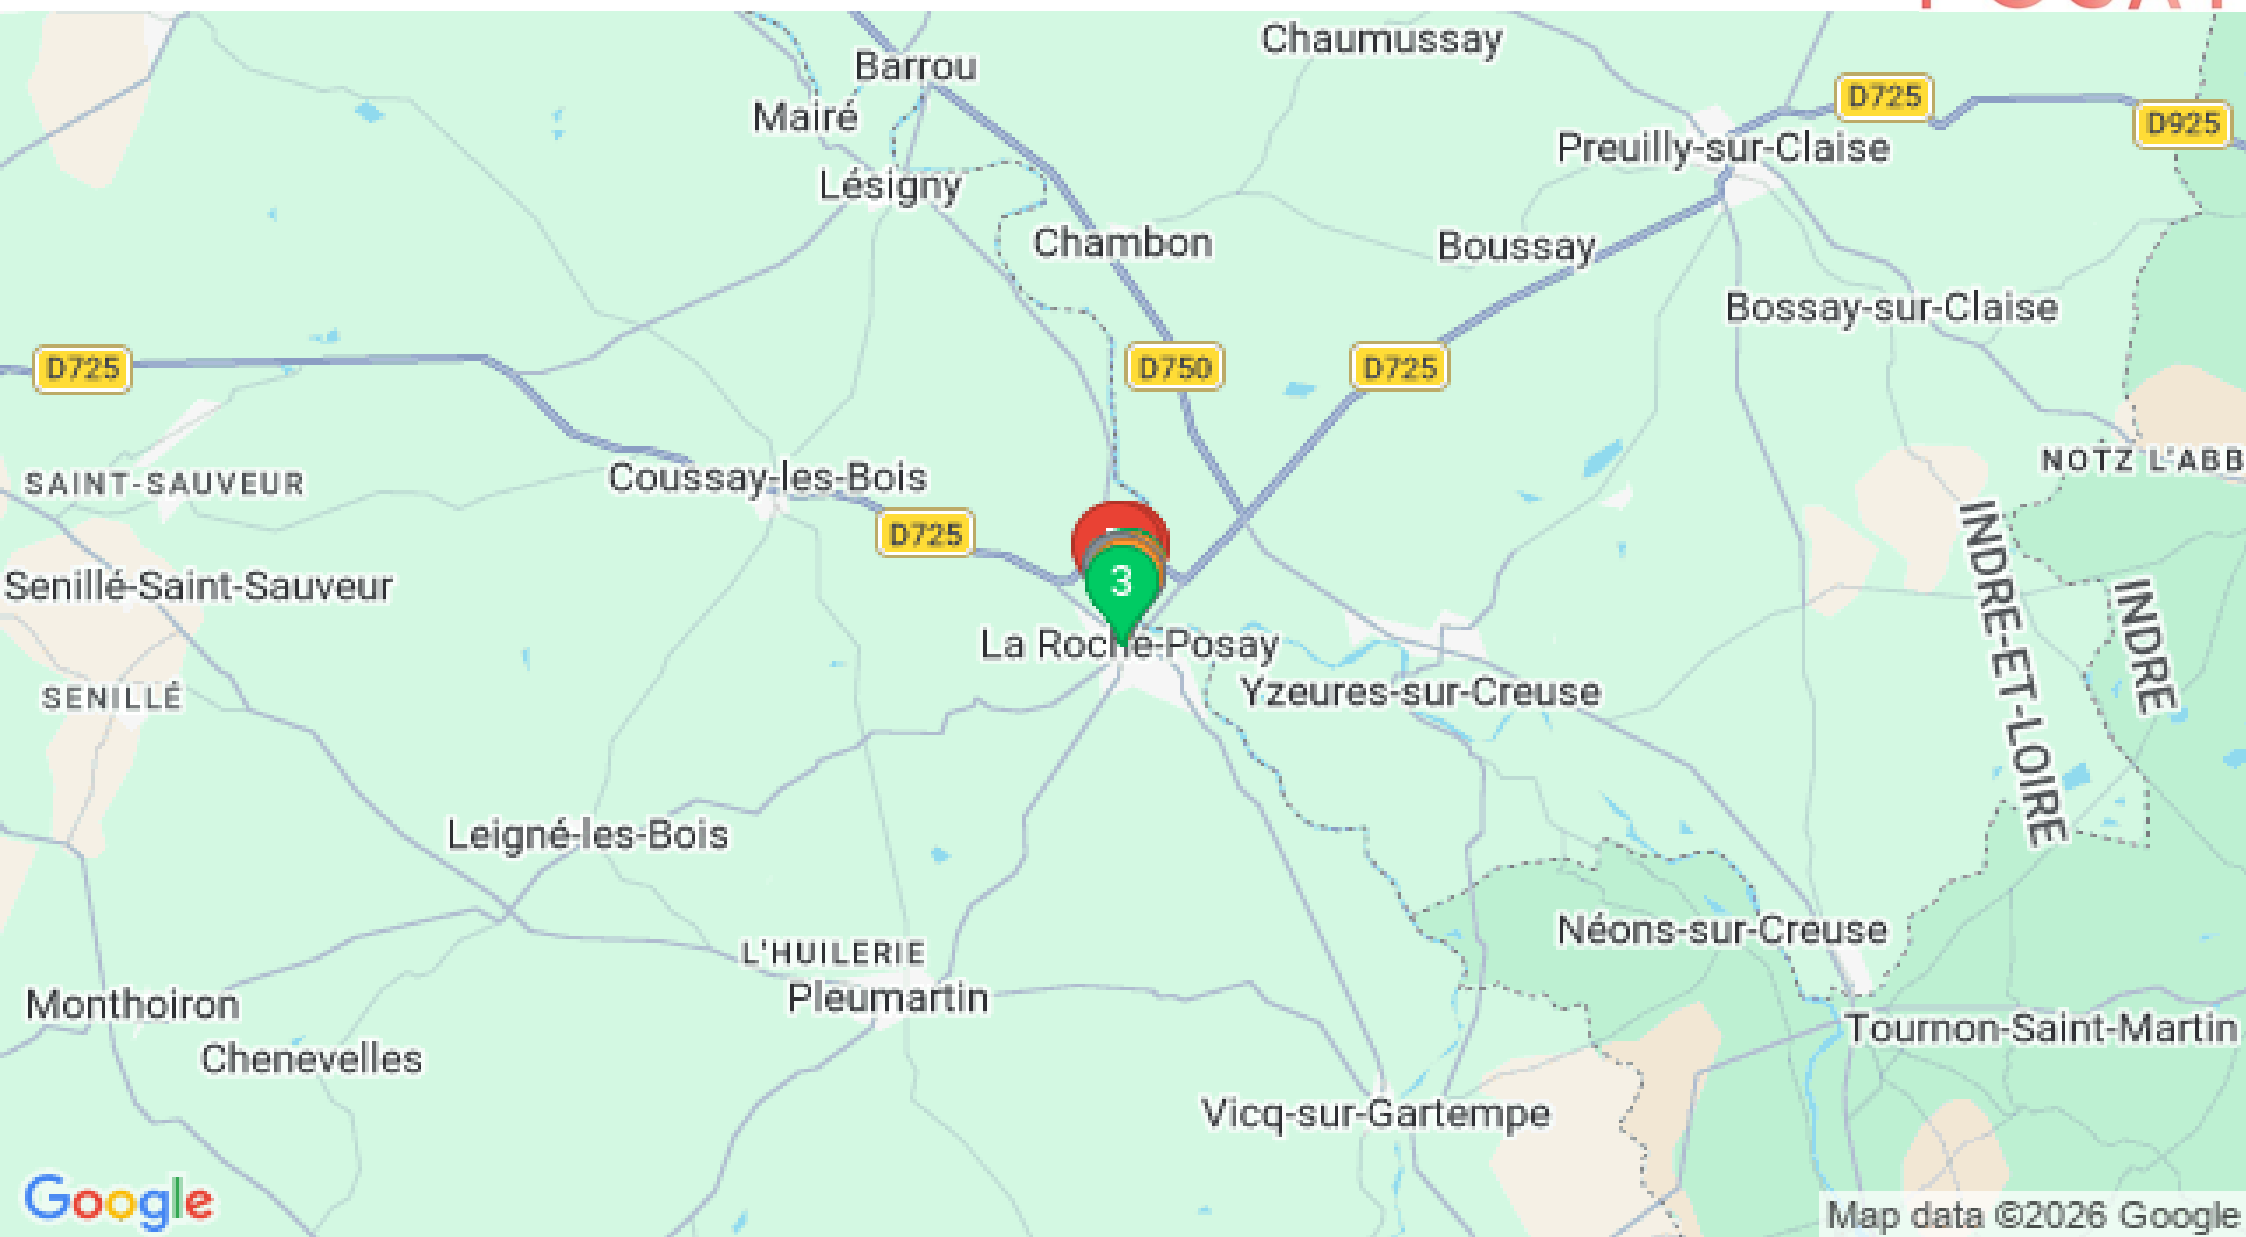 Chaumussay
Barrou
D725
Mairé
D925
Preuilly-sur-Claise
Lésigny
Chambon
Boussay
Bossay-sur-Claise
D725
D750
D725
NOTZ L'ABB
Coussay-les-Bois
SAINT-SAUVEUR
D725
3
Senillé-Saint-Sauveur
INDRE-ET-LOIRE
INDRE
La Roche-Posay
Yzeures-sur-Creuse
SENILLÉ
Leigné-les-Bois
Néons-sur-Creuse
L'HUILERIE
Pleumartin
Monthoiron
Tournon-Saint-Martin
Chenevelles
Vicq-sur-Gartempe
Google
Map data ©2026 Google